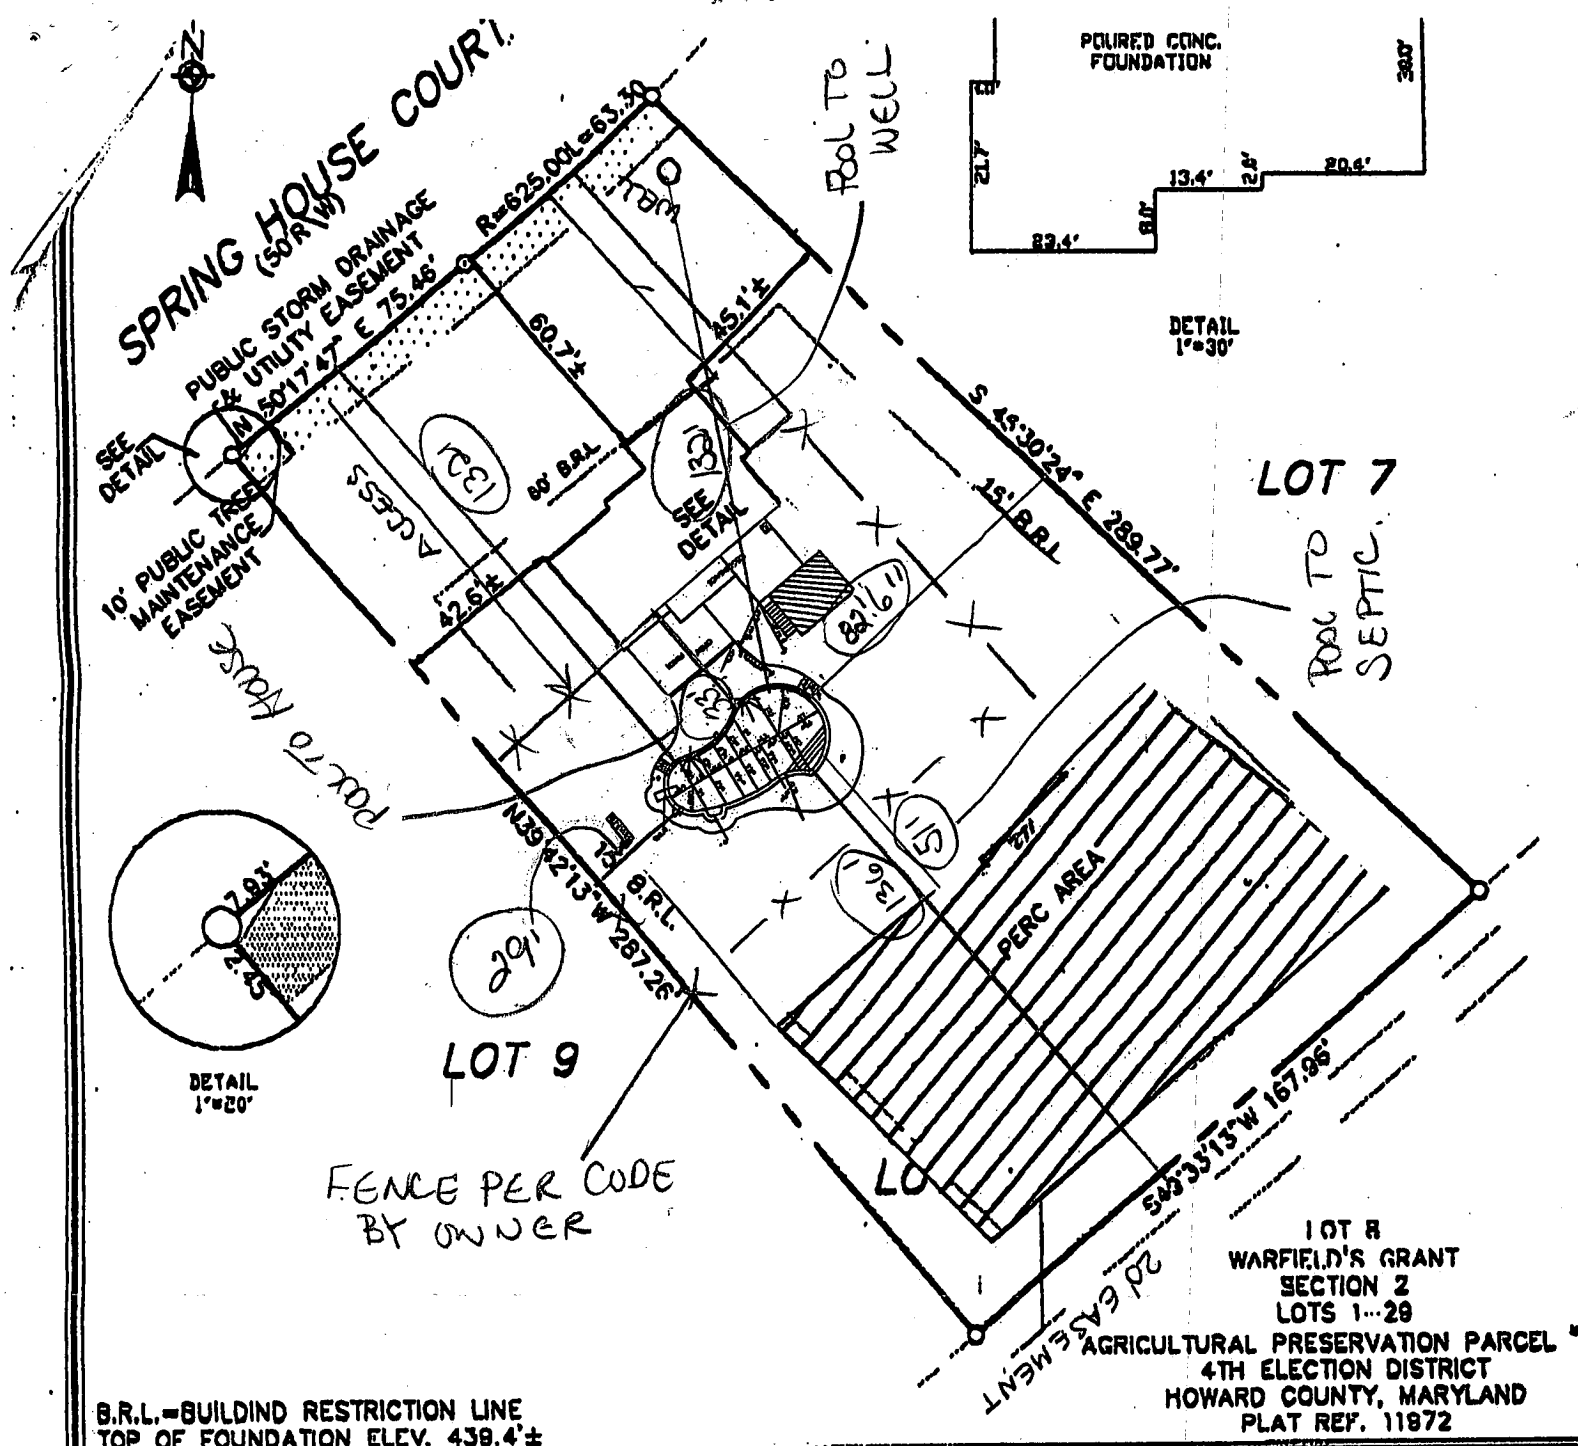 N
SPRING HOUSE COURT
(50' R\W)
PUBLIC STORM DRAINAGE
& UTILITY EASEMENT
N 50°17'47" E 75.46'
R=625.00 L=63.30
WELL
POOL TO
WELL
POURED CONC.
FOUNDATION
30.0'
21.7'
13.4'
2.6'
20.4'
8.0'
23.4'
DETAIL
1"=30'
SEE
DETAIL
10' PUBLIC TREE
MAINTENANCE
EASEMENT
ACCESS
132'
60.7'±
45.1'±
60' B.R.L.
132'
SEE
DETAIL
42.6'±
S 45°30'24" E 289.77'
15' B.R.L
LOT 7
POOL TO
SEPTIC.
82'6"
33'
POOL TO HOUSE
N39°42'13"W 287.26'
B.R.L.
29'
51'
136'
122'
PERC AREA
7.93'
2.45'
DETAIL
1"=20'
LOT 9
FENCE PER CODE
BY OWNER
LO
S43°33'13"W 167.96'
20' EASEMENT
LOT 8
WARFIELD'S GRANT
SECTION 2
LOTS 1--29
AGRICULTURAL PRESERVATION PARCEL "
4TH ELECTION DISTRICT
HOWARD COUNTY, MARYLAND
PLAT REF. 11972
B.R.L.=BUILDIND RESTRICTION LINE
TOP OF FOUNDATION ELEV. 439.4'±